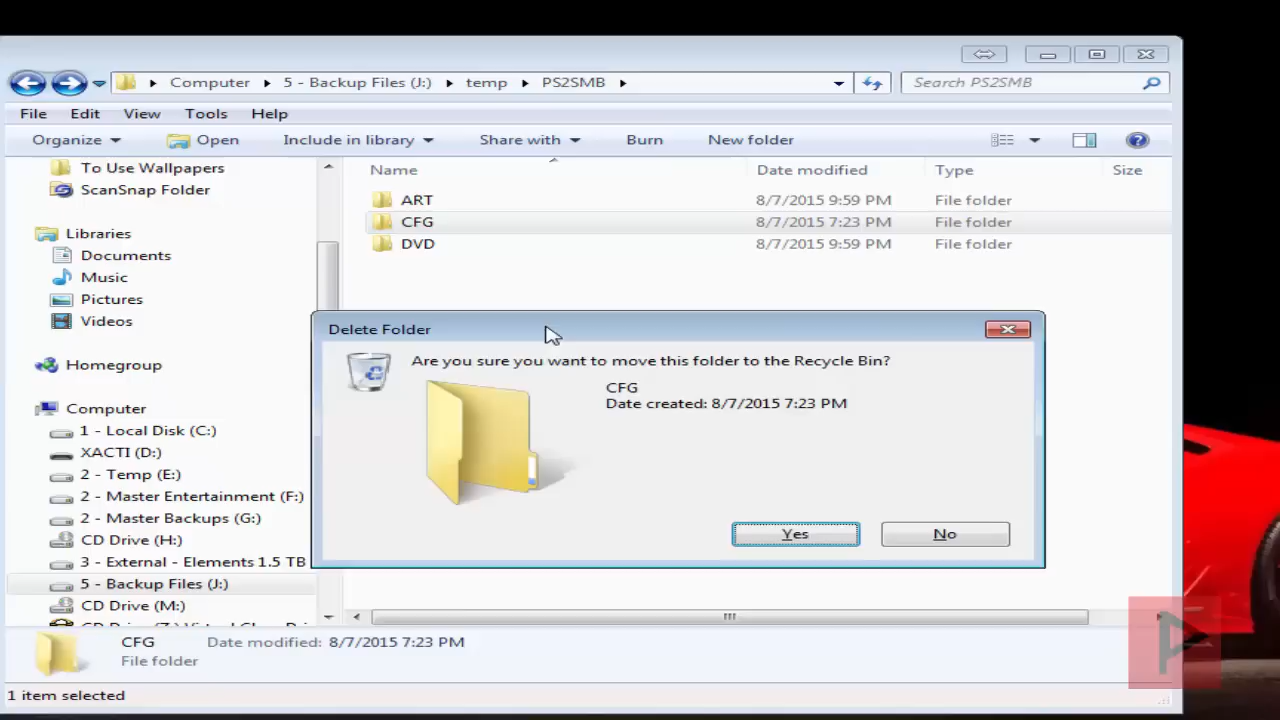 Computer 5 - Backup Files (J:) temp PS2SMB Search PS2SMB
File Edit View Tools Help
Organize Open Include in library Share with Burn New folder
To Use Wallpapers
ScanSnap Folder
Libraries
Documents
Music
Pictures
Videos
Homegroup
Computer
1 - Local Disk (C:)
XACTI (D:)
2 - Temp (E:)
2 - Master Entertainment (F:)
2 - Master Backups (G:)
CD Drive (H:)
3 - External - Elements 1.5 TB
5 - Backup Files (J:)
CD Drive (M:)
Name Date modified Type Size
ART 8/7/2015 9:59 PM File folder
CFG 8/7/2015 7:23 PM File folder
DVD 8/7/2015 9:59 PM File folder
Delete Folder
Are you sure you want to move this folder to the Recycle Bin?
CFG
Date created: 8/7/2015 7:23 PM
Yes No
CFG Date modified: 8/7/2015 7:23 PM
File folder
1 item selected